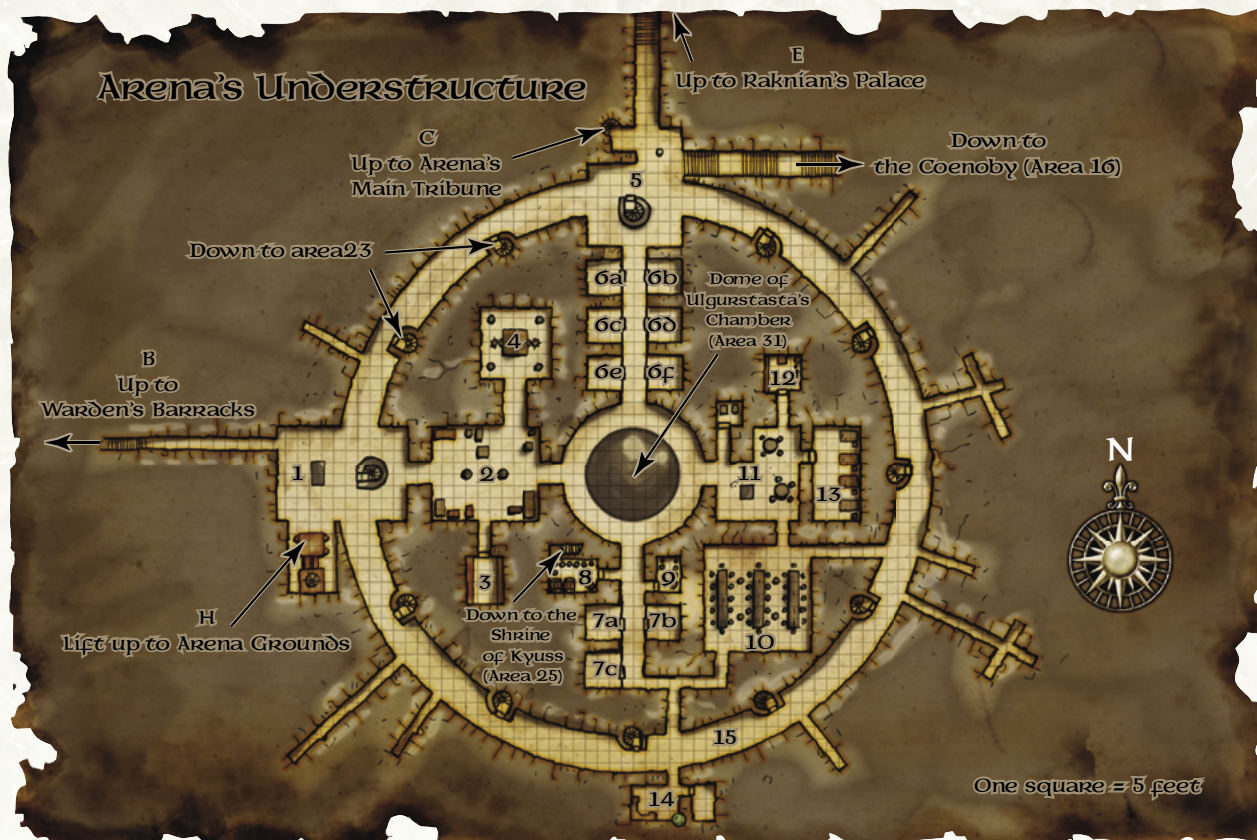 E
Up to Raknian's Palace
Arena's Understructure
C
Up to Arena's
Main Tribune
Down to
the Coenoby (Area 16)
5
Down to area23
6a
6b
Dome of
Ulgurstasta's
Chamber
(Area 31)
6c
6d
4
6e
6f
12
B
Up to
Warden's Barracks
N
1
2
11
13
3
8
9
Down to the
Shrine
of Kyuss
(Area 25)
H
Lift up to Arena Grounds
7a
7b
10
7c
15
14
One square = 5 feet